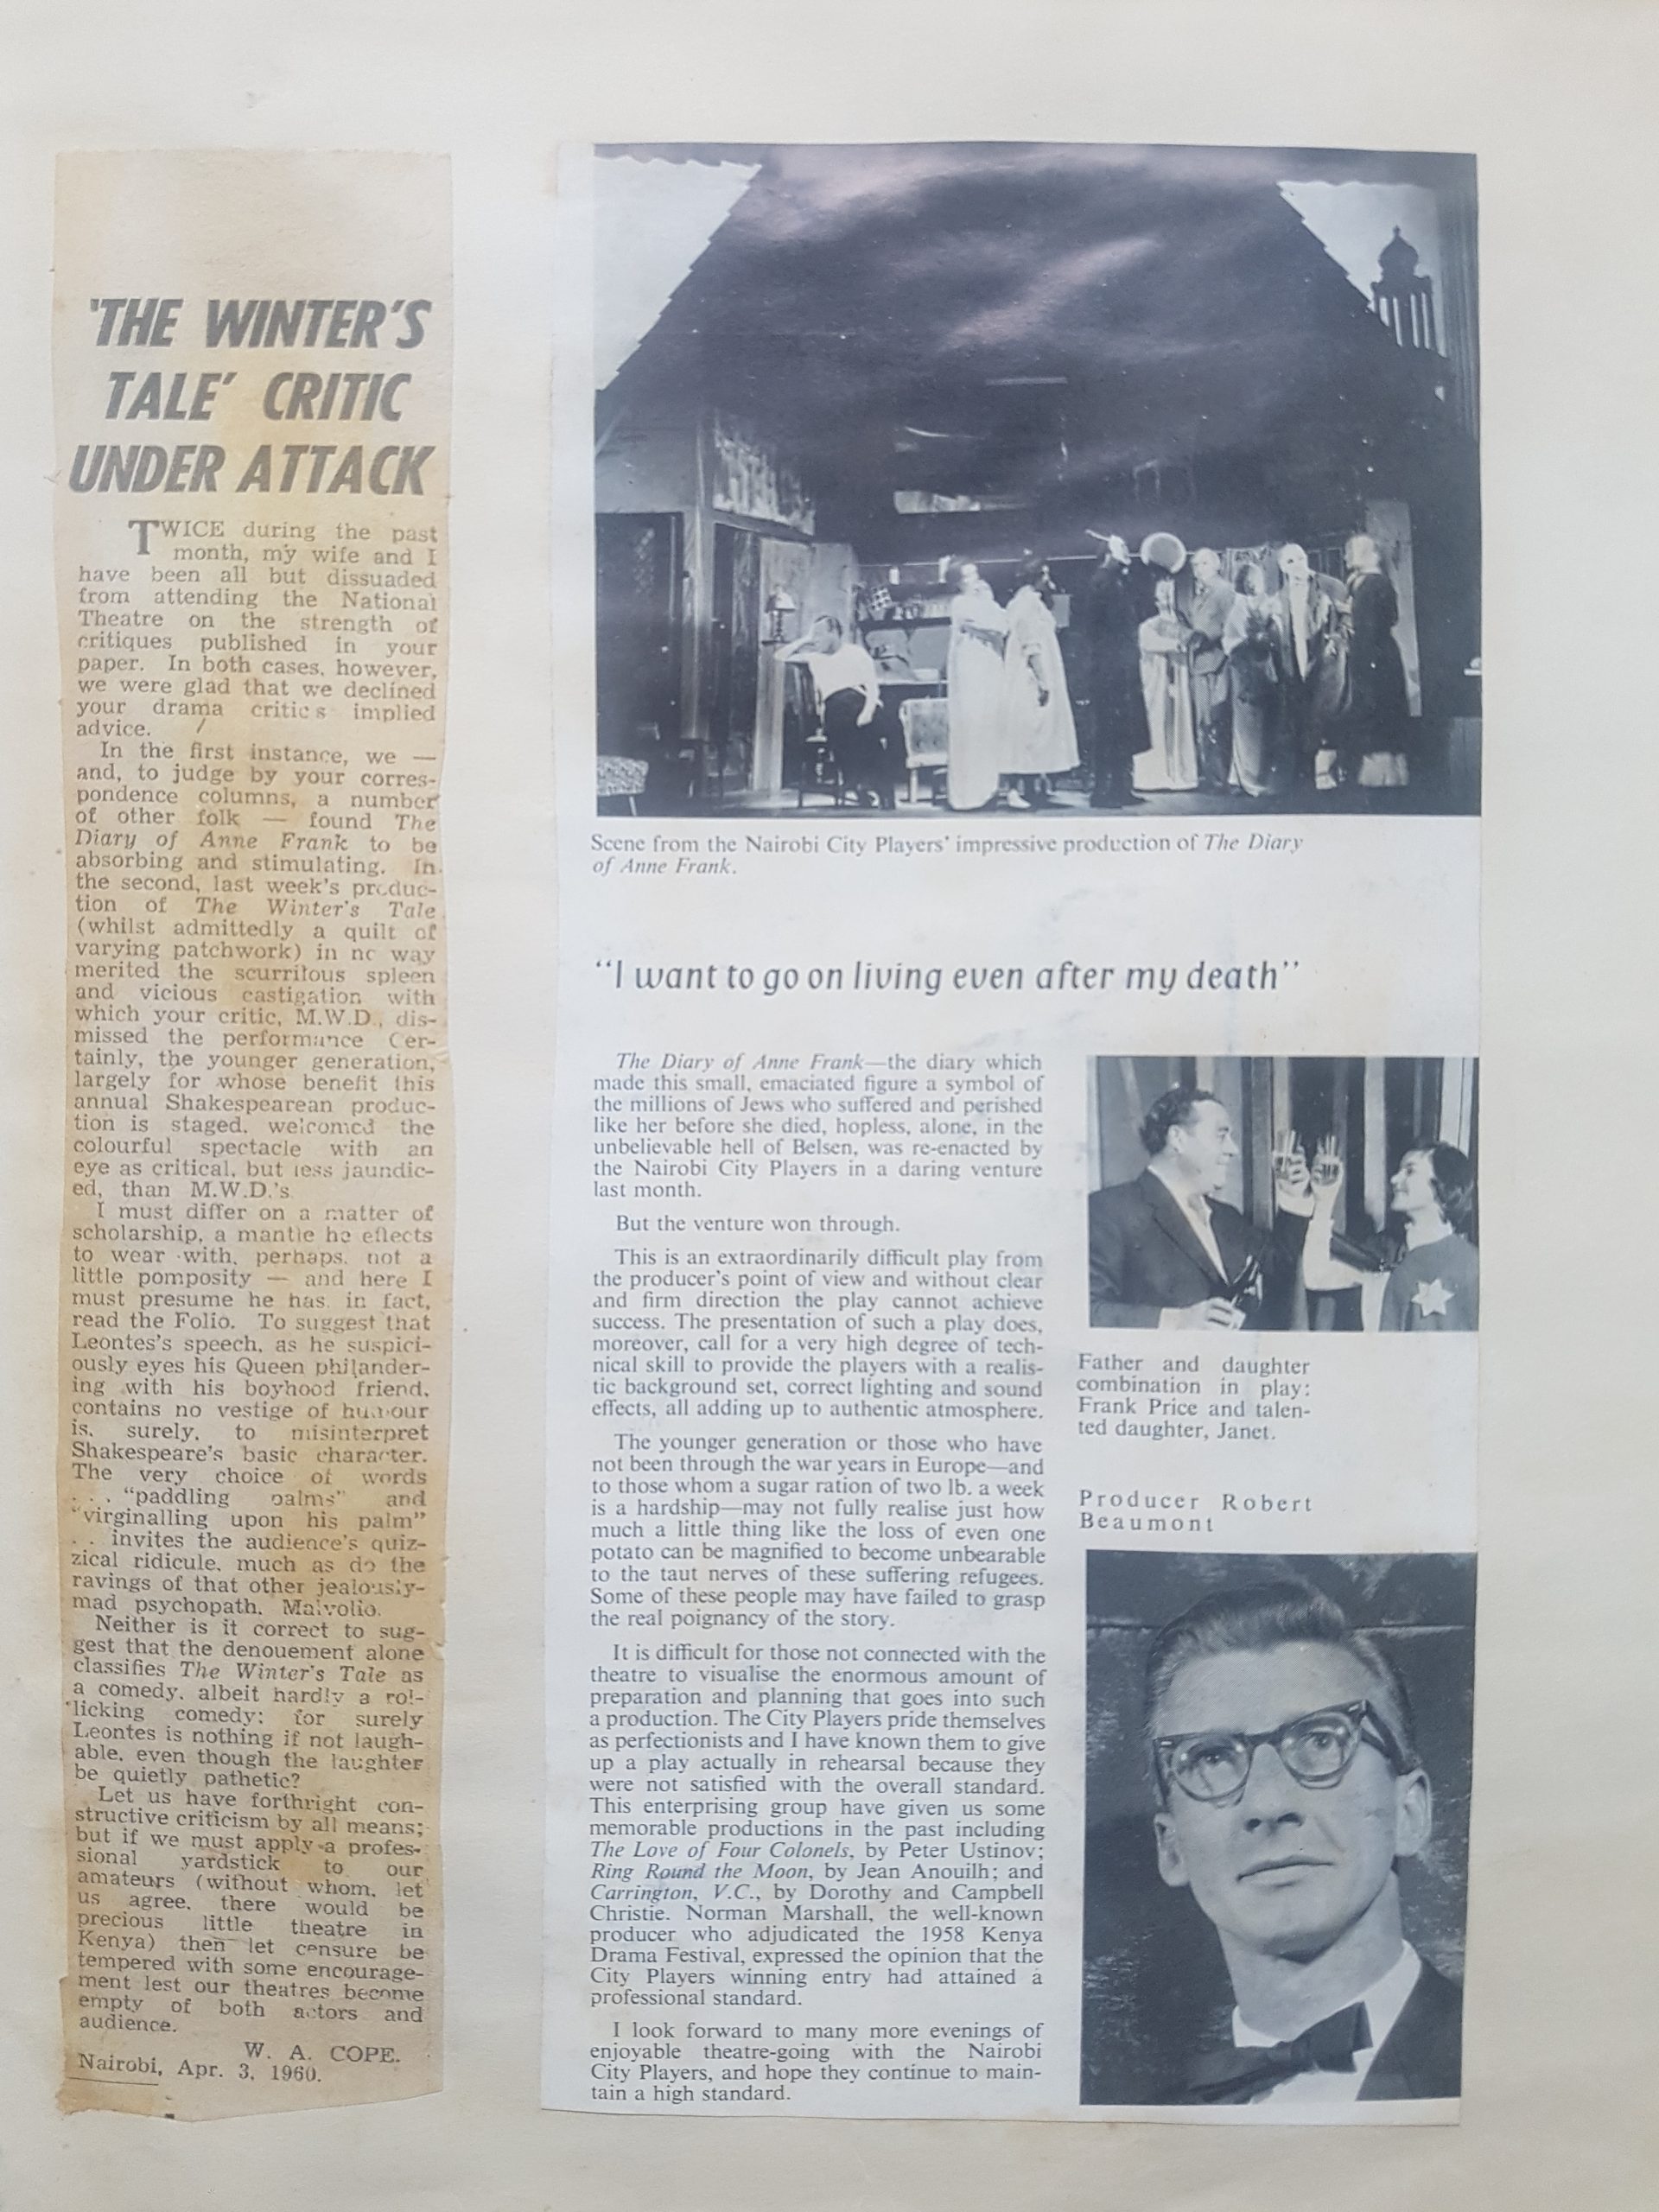 'THE WINTER'S
TALE' CRITIC
UNDER ATTACK
TWICE during the past
month, my wife and I
have been all but dissuaded
from attending the National
Theatre on the strength of
critiques published in your
paper. In both cases, however,
we were glad that we declined
your drama critics implied
advice.
In the first instance, we —
and, to judge by your corres-
pondence columns, a number
of other folk — found The
Diary of Anne Frank to be
absorbing and stimulating. In
the second, last week's produc-
tion of The Winter's Tale
(whilst admittedly a quilt of
varying patchwork) in no way
merited the scurrilous spleen
and vicious castigation with
which your critic, M.W.D., dis-
missed the performance Cer-
tainly, the younger generation,
largely for whose benefit this
annual Shakespearean produc-
tion is staged, welcomed the
colourful spectacle with an
eye as critical, but less jaundic-
ed, than M.W.D.'s.
I must differ on a matter of
scholarship, a mantle he effects
to wear with, perhaps, not a
little pomposity — and here I
must presume he has, in fact,
read the Folio. To suggest that
Leontes's speech, as he suspici-
ously eyes his Queen philander-
ing with his boyhood friend,
contains no vestige of humour
is, surely, to misinterpret
Shakespeare's basic character.
The very choice of words
. . . "paddling palms" and
"virginalling upon his palm"
. . invites the audience's quiz-
zical ridicule, much as do the
ravings of that other jealously-
mad psychopath, Malvolio.
Neither is it correct to sug-
gest that the denouement alone
classifies The Winter's Tale as
a comedy, albeit hardly a rol-
licking comedy; for surely
Leontes is nothing if not laugh-
able, even though the laughter
be quietly pathetic?
Let us have forthright con-
structive criticism by all means;
but if we must apply a profes-
sional yardstick to our
amateurs (without whom, let
us agree, there would be
precious little theatre in
Kenya) then let censure be
tempered with some encourage-
ment lest our theatres become
empty of both actors and
audience.
W. A. COPE.
Nairobi, Apr. 3, 1960.
Scene from the Nairobi City Players' impressive production of The Diary
of Anne Frank.
"I want to go on living even after my death"
The Diary of Anne Frank—the diary which
made this small, emaciated figure a symbol of
the millions of Jews who suffered and perished
like her before she died, hopless, alone, in the
unbelievable hell of Belsen, was re-enacted by
the Nairobi City Players in a daring venture
last month.
But the venture won through.
This is an extraordinarily difficult play from
the producer's point of view and without clear
and firm direction the play cannot achieve
success. The presentation of such a play does,
moreover, call for a very high degree of tech-
nical skill to provide the players with a realis-
tic background set, correct lighting and sound
effects, all adding up to authentic atmosphere.
The younger generation or those who have
not been through the war years in Europe—and
to those whom a sugar ration of two lb. a week
is a hardship—may not fully realise just how
much a little thing like the loss of even one
potato can be magnified to become unbearable
to the taut nerves of these suffering refugees.
Some of these people may have failed to grasp
the real poignancy of the story.
It is difficult for those not connected with the
theatre to visualise the enormous amount of
preparation and planning that goes into such
a production. The City Players pride themselves
as perfectionists and I have known them to give
up a play actually in rehearsal because they
were not satisfied with the overall standard.
This enterprising group have given us some
memorable productions in the past including
The Love of Four Colonels, by Peter Ustinov;
Ring Round the Moon, by Jean Anouilh; and
Carrington, V.C., by Dorothy and Campbell
Christie. Norman Marshall, the well-known
producer who adjudicated the 1958 Kenya
Drama Festival, expressed the opinion that the
City Players winning entry had attained a
professional standard.
I look forward to many more evenings of
enjoyable theatre-going with the Nairobi
City Players, and hope they continue to main-
tain a high standard.
Father and daughter
combination in play:
Frank Price and talen-
ted daughter, Janet.
Producer Robert
Beaumont